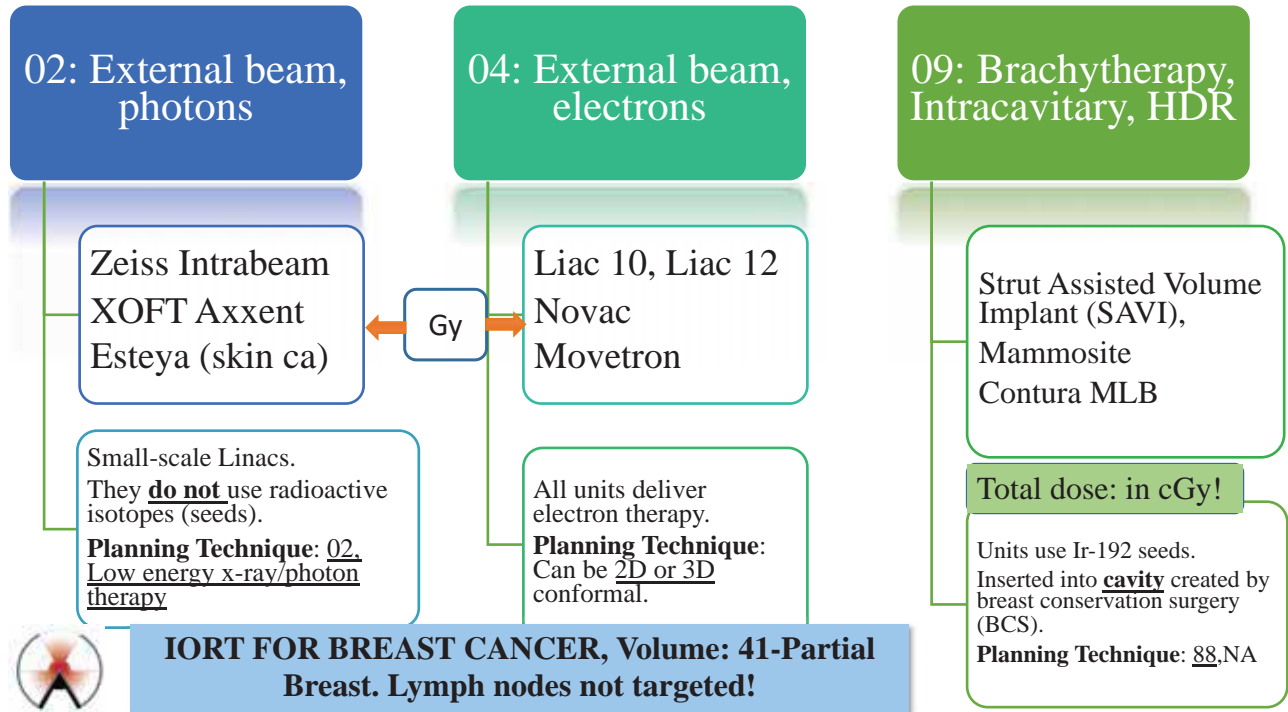 02: External beam,
photons
Zeiss Intrabeam
XOFT Axxent
Esteya (skin ca)
Small-scale Linacs.
They do not use radioactive
isotopes (seeds).
Planning Technique: 02,
Low energy x-ray/photon
therapy
Gy
04: External beam,
electrons
Liac 10, Liac 12
Novac
Movetron
All units deliver
electron therapy.
Planning Technique:
Can be 2D or 3D
conformal.
09: Brachytherapy,
Intracavitary, HDR
Strut Assisted Volume
Implant (SAVI),
Mammosite
Contura MLB
Total dose: in cGy!
Units use Ir-192 seeds.
Inserted into cavity created by
breast conservation surgery
(BCS).
Planning Technique: 88,NA
IORT FOR BREAST CANCER, Volume: 41-Partial
Breast. Lymph nodes not targeted!